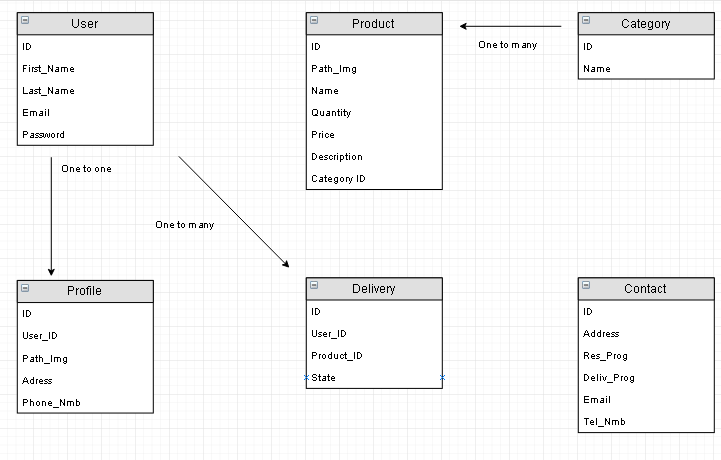 User
ID
First_Name
Last_Name
Email
Password
Product
ID
Path_Img
Name
Quantity
Price
Description
Category ID
One to many
Category
ID
Name
One to one
One to many
Profile
ID
User_ID
Path_Img
Adress
Phone_Nmb
Delivery
ID
User_ID
Product_ID
State
Contact
ID
Address
Res_Prog
Deliv_Prog
Email
Tel_Nmb